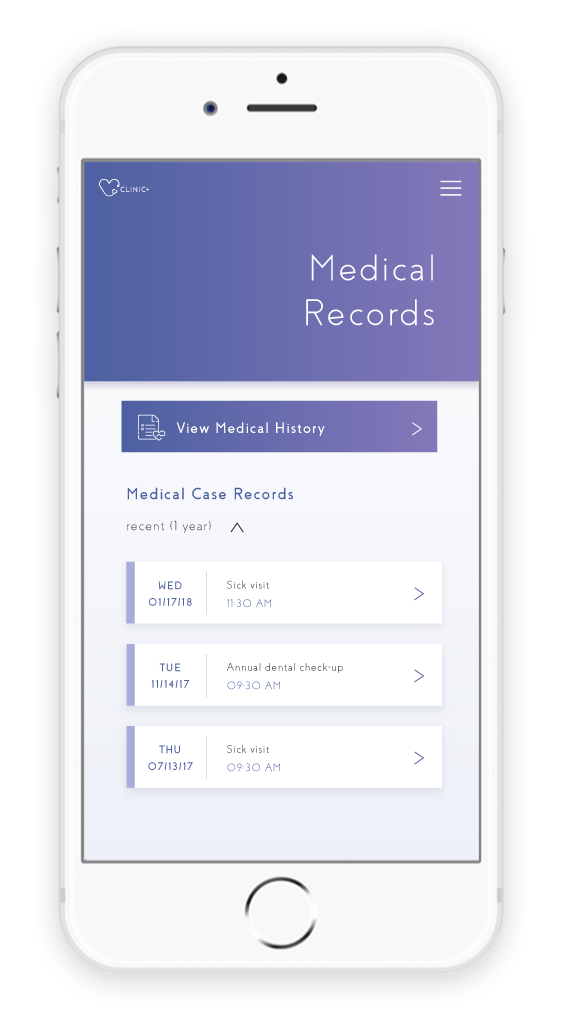 CLINIC+
Medical
Records
View Medical History
Medical Case Records
recent (1 year)
WED
01/17/18
Sick visit
11:30 AM
TUE
11/14/17
Annual dental check-up
09:30 AM
THU
07/13/17
Sick visit
09:30 AM